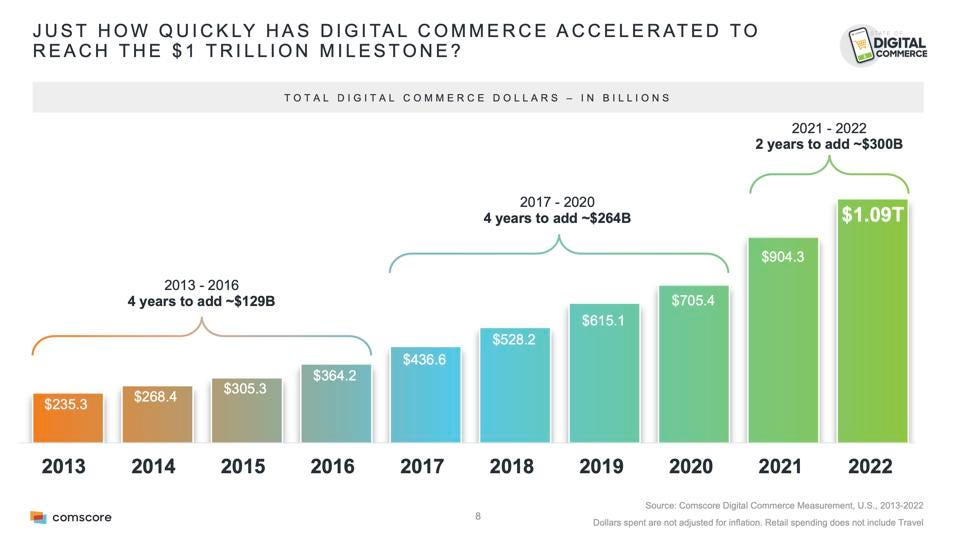 JUST HOW QUICKLY HAS DIGITAL COMMERCE ACCELERATED TO
REACH THE $1 TRILLION MILESTONE?
STATE OF
DIGITAL
COMMERCE
TOTAL DIGITAL COMMERCE DOLLARS – IN BILLIONS
2021 - 2022
2 years to add ~$300B
2017 - 2020
4 years to add ~$264B
2013 - 2016
4 years to add ~$129B
$235.3
$268.4
$305.3
$364.2
$436.6
$528.2
$615.1
$705.4
$904.3
$1.09T
2013 2014 2015 2016 2017 2018 2019 2020 2021 2022
comscore
8
Source: Comscore Digital Commerce Measurement, U.S., 2013-2022
Dollars spent are not adjusted for inflation. Retail spending does not include Travel